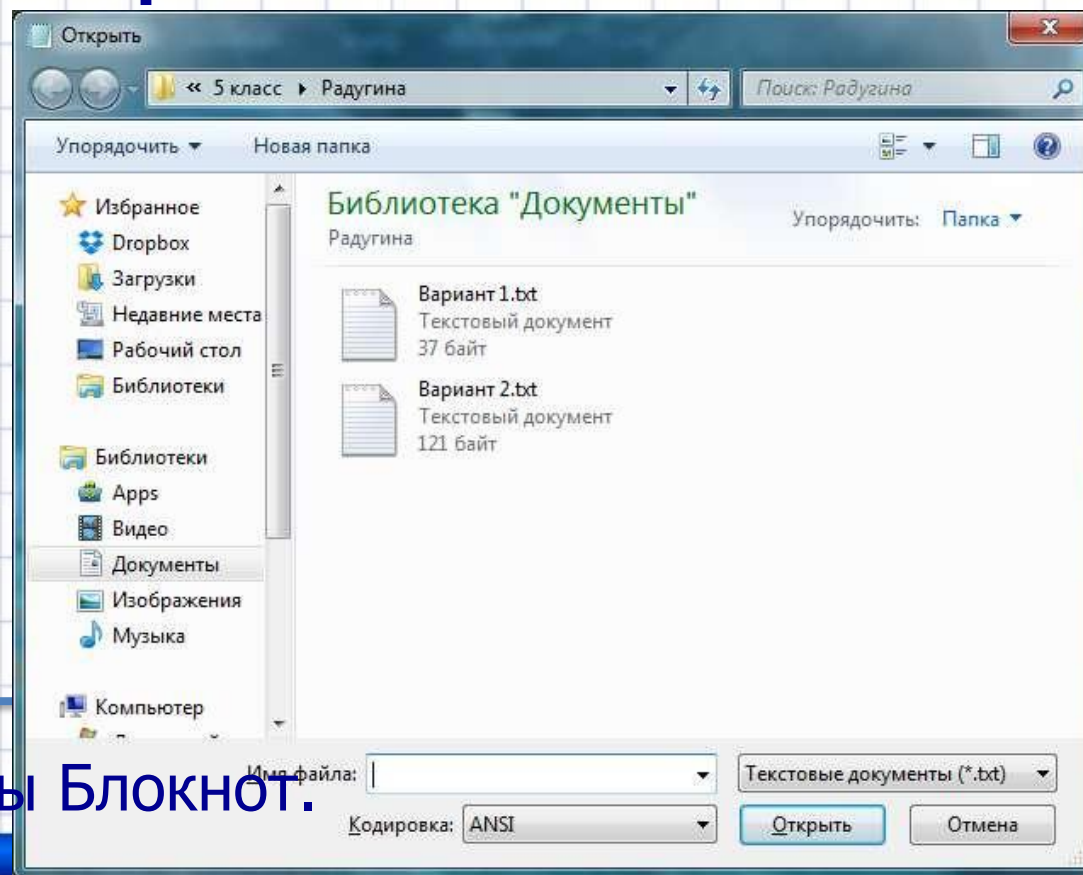 Открыть
« 5 класс ▸ Радугина
Поиск: Радугина
Упорядочить ▼ Новая папка
Избранное
Dropbox
Загрузки
Недавние места
Рабочий стол
Библиотеки
Библиотеки
Apps
Видео
Документы
Изображения
Музыка
Компьютер
Библиотека "Документы"
Радугина
Упорядочить: Папка ▼
Вариант 1.txt
Текстовый документ
37 байт
Вариант 2.txt
Текстовый документ
121 байт
Имя файла:
Текстовые документы (*.txt)
ы Блокнот.
Кодировка: ANSI
Открыть Отмена